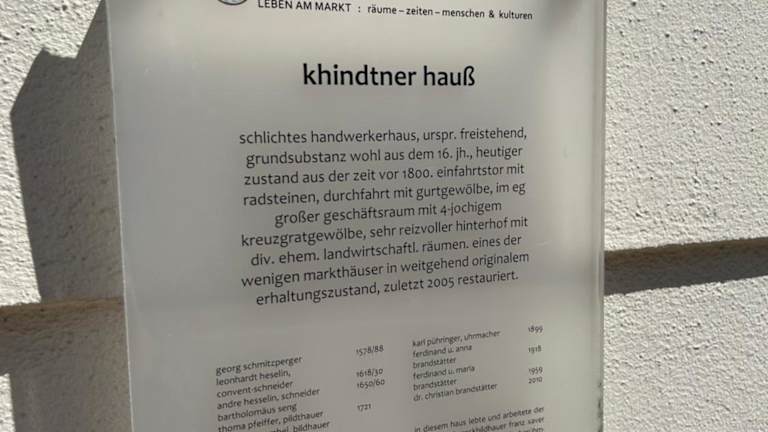 LEBEN AM MARKT : räume – zeiten – menschen & kulturen
khindtner hauß
schlichtes handwerkerhaus, urspr. freistehend,
grundsubstanz wohl aus dem 16. jh., heutiger
zustand aus der zeit vor 1800. einfahrtstor mit
radsteinen, durchfahrt mit gurtgewölbe, im eg
großer geschäftsraum mit 4-jochigem
kreuzgratgewölbe, sehr reizvoller hinterhof mit
div. ehem. landwirtschaftl. räumen. eines der
wenigen markthäuser in weitgehend originalem
erhaltungszustand, zuletzt 2005 restauriert.
georg schmitzperger 1578/88
leonhardt heselin,
convent-schneider 1618/30
andre heselin, schneider 1650/60
bartholomäus seng
thoma pfeiffer, pildthauer 1721
bildhauer
karl pühringer, uhrmacher 1899
ferdinand u. anna
brandstätter 1918
ferdinand u. maria
brandstätter 1959
dr. christian brandstätter 2010
in diesem haus lebte und arbeitete der
franz xaver